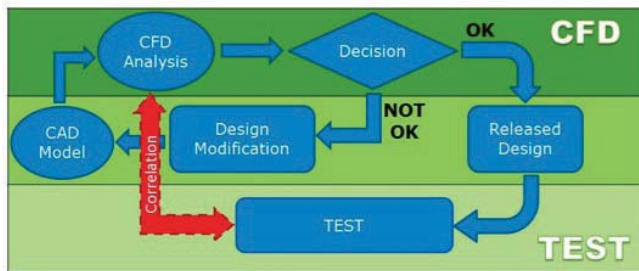 CFD
CFD
Analysis
Decision
OK
NOT
OK
CAD
Model
Design
Modification
Released
Design
Correlation
TEST
TEST